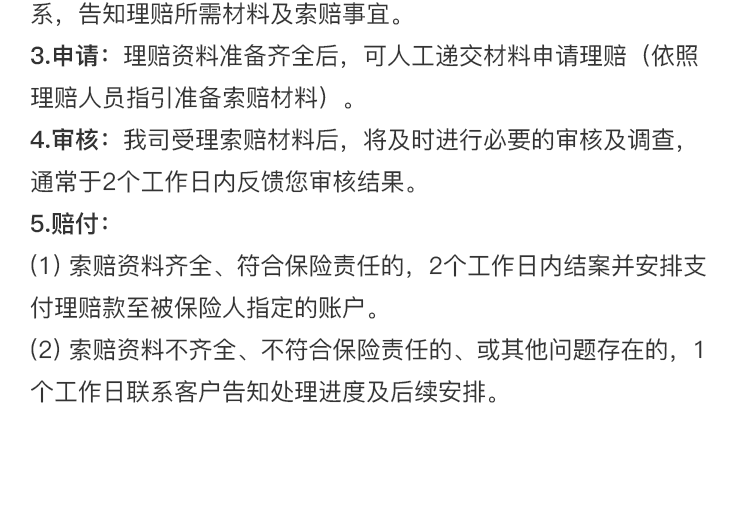 系，告知理赔所需材料及索赔事宜。
3.申请：理赔资料准备齐全后，可人工递交材料申请理赔（依照
理赔人员指引准备索赔材料）。
4.审核：我司受理索赔材料后，将及时进行必要的审核及调查，
通常于2个工作日内反馈您审核结果。
5.赔付：
(1) 索赔资料齐全、符合保险责任的，2个工作日内结案并安排支
付理赔款至被保险人指定的账户。
(2) 索赔资料不齐全、不符合保险责任的、或其他问题存在的，1
个工作日联系客户告知处理进度及后续安排。